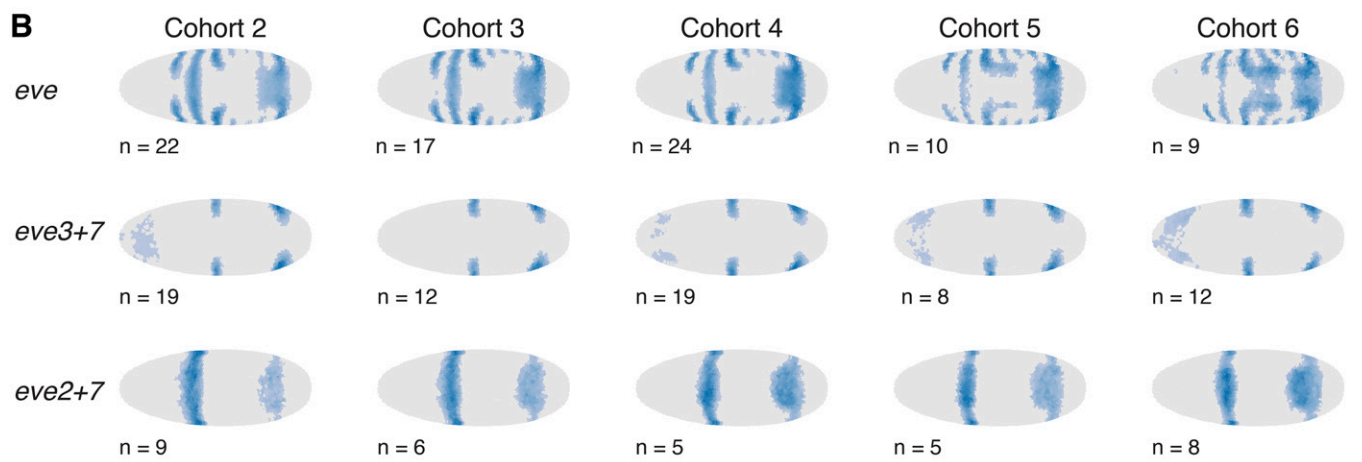 B
Cohort 2 Cohort 3 Cohort 4 Cohort 5 Cohort 6
eve
n = 22 n = 17 n = 24 n = 10 n = 9
eve3+7
n = 19 n = 12 n = 19 n = 8 n = 12
eve2+7
n = 9 n = 6 n = 5 n = 5 n = 8